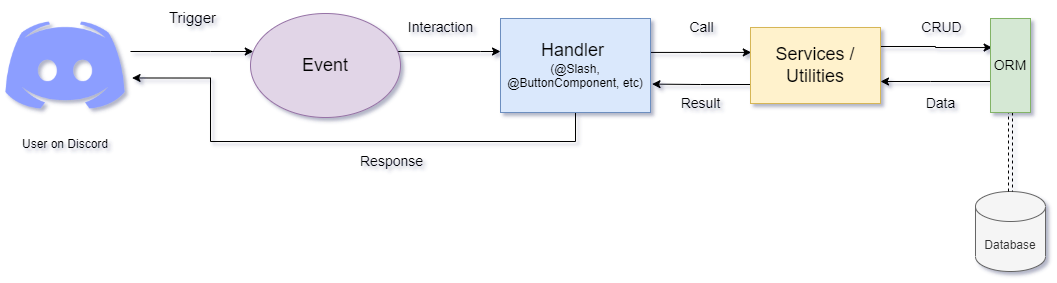 Trigger
Interaction
Call
CRUD
Event
Handler
(@Slash,
@ButtonComponent, etc)
Services /
Utilities
ORM
Result
Data
User on Discord
Response
Database